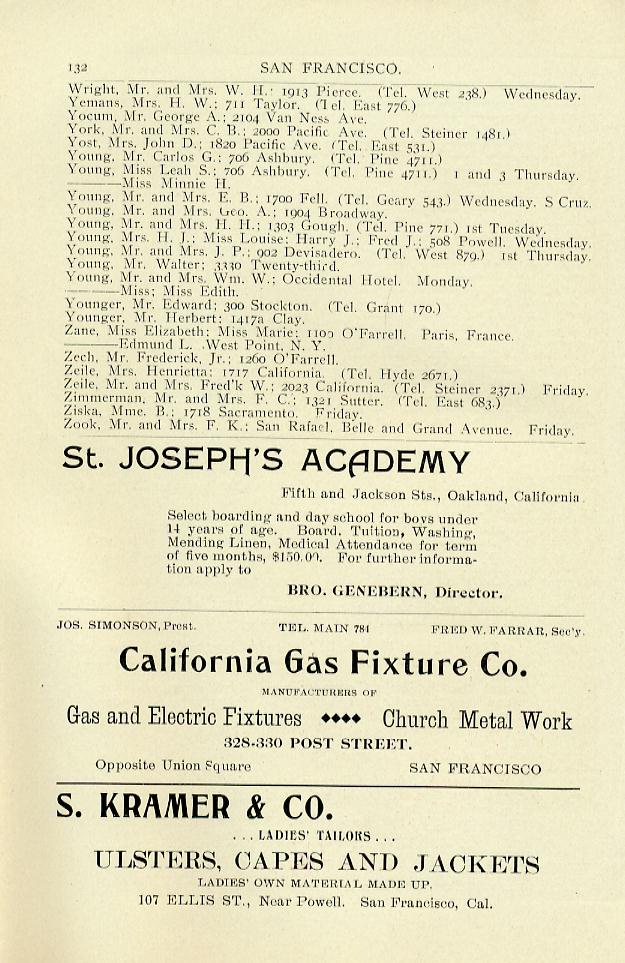 132 SAN FRANCISCO.
Wright, Mr. and Mrs. W. H.; 1913 Pierce. (Tel. West 238.) Wednesday.
Yemans, Mrs. H. W.; 711 Taylor. (Tel. East 776.)
Yocum, Mr. George A.; 2104 Van Ness Ave.
York, Mr. and Mrs. C. B.; 2000 Pacific Ave. (Tel. Steiner 1481.)
Yost, Mrs. John D.; 1820 Pacific Ave. (Tel. East 531.)
Young, Mr. Carlos G.; 706 Ashbury. (Tel. Pine 4711.)
Young, Miss Leah S.; 706 Ashbury. (Tel. Pine 4711.) 1 and 3 Thursday.
———Miss Minnie H.
Young, Mr. and Mrs. E. B.; 1700 Fell. (Tel. Geary 543.) Wednesday. S Cruz.
Young, Mr. and Mrs. Geo. A.; 1904 Broadway.
Young, Mr. and Mrs. H. H.; 1303 Gough. (Tel. Pine 771.) 1st Tuesday.
Young, Mrs. H. J.; Miss Louise; Harry J.; Fred J.; 508 Powell. Wednesday.
Young, Mr. and Mrs. J. P.; 902 Devisadero. (Tel. West 879.) 1st Thursday.
Young, Mr. Walter; 3330 Twenty-third.
Young, Mr. and Mrs. Wm. W.; Occidental Hotel. Monday.
———Miss; Miss Edith.
Younger, Mr. Edward; 300 Stockton. (Tel. Grant 170.)
Younger, Mr. Herbert; 1417a Clay.
Zane, Miss Elizabeth; Miss Marie; 1100 O'Farrell. Paris, France.
———Edmund L. .West Point, N. Y.
Zech, Mr. Frederick, Jr.; 1260 O'Farrell.
Zeile, Mrs. Henrietta; 1717 California. (Tel. Hyde 2671.)
Zeile, Mr. and Mrs. Fred'k W.; 2023 California. (Tel. Steiner 2371.) Friday.
Zimmerman, Mr. and Mrs. F. C.; 1321 Sutter. (Tel. East 683.)
Ziska, Mme. B.; 1718 Sacramento. Friday.
Zook, Mr. and Mrs. F. K.; San Rafael, Belle and Grand Avenue. Friday.
St. JOSEPH'S ACADEMY
Fifth and Jackson Sts., Oakland, California.
Select boarding and day school for boys under
14 years of age. Board, Tuition, Washing,
Mending Linen, Medical Attendance for term
of five months, $150.00. For further informa-
tion apply to
BRO. GENEBERN, Director.
JOS. SIMONSON, Prest. TEL. MAIN 784 FRED W. FARRAR, Sec'y.
California Gas Fixture Co.
MANUFACTURERS OF
Gas and Electric Fixtures ◆◆◆◆ Church Metal Work
328-330 POST STREET.
Opposite Union Square SAN FRANCISCO
S. KRAMER & CO.
...LADIES' TAILORS...
ULSTERS, CAPES AND JACKETS
LADIES' OWN MATERIAL MADE UP.
107 ELLIS ST., Near Powell. San Francisco, Cal.